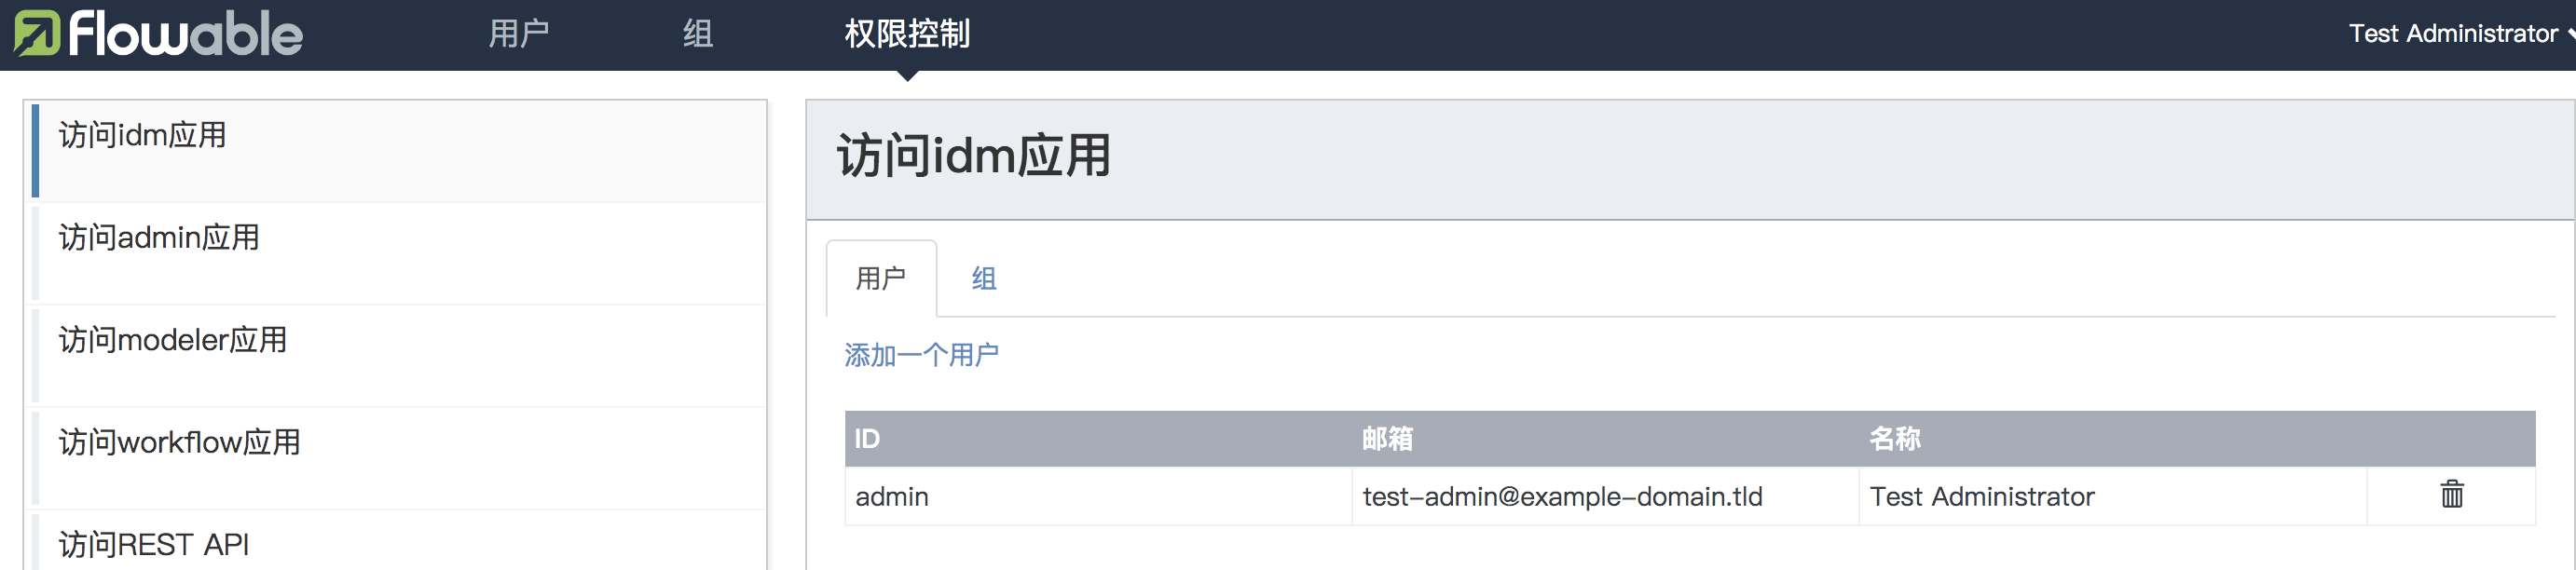 flowable 用户 组 权限控制 Test Administrator
访问idm应用
访问admin应用
访问modeler应用
访问workflow应用
访问REST API
访问idm应用
用户 组
添加一个用户
ID 邮箱 名称
admin test-admin@example-domain.tld Test Administrator